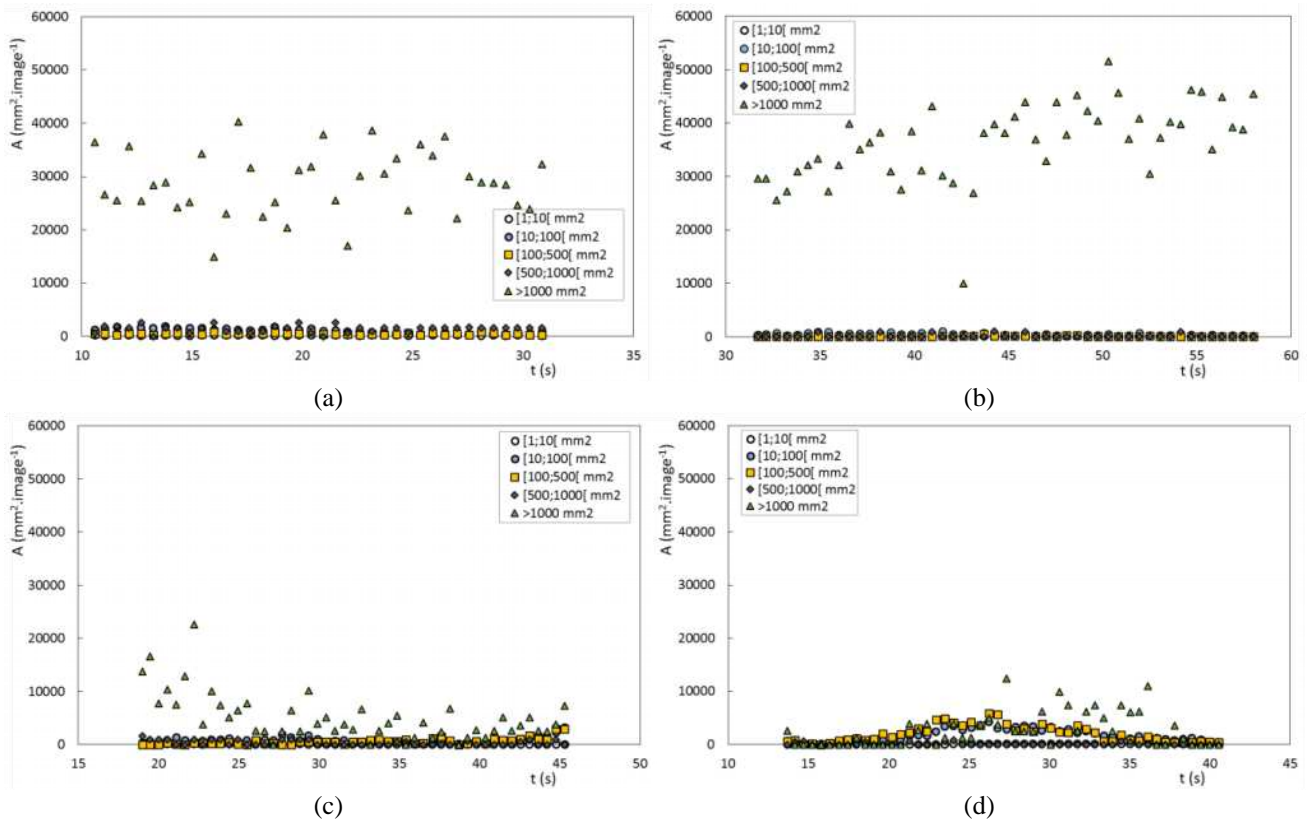 60000
50000
40000
30000
20000
10000
0
A (mm².image⁻¹)
10 15 20 25 30 35
t (s)
[1;10[ mm2
[10;100[ mm2
[100;500[ mm2
[500;1000[ mm2
>1000 mm2
(a)
60000
50000
40000
30000
20000
10000
0
A (mm².image⁻¹)
30 35 40 45 50 55 60
t (s)
[1;10[ mm2
[10;100[ mm2
[100;500[ mm2
[500;1000[ mm2
>1000 mm2
(b)
60000
50000
40000
30000
20000
10000
0
A (mm².image⁻¹)
15 20 25 30 35 40 45 50
t (s)
[1;10[ mm2
[10;100[ mm2
[100;500[ mm2
[500;1000[ mm2
>1000 mm2
(c)
60000
50000
40000
30000
20000
10000
0
A (mm².image⁻¹)
10 15 20 25 30 35 40 45
t (s)
[1;10[ mm2
[10;100[ mm2
[100;500[ mm2
[500;1000[ mm2
>1000 mm2
(d)